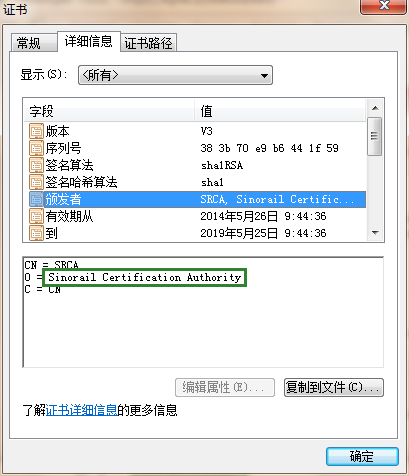 证书
常规 详细信息 证书路径
显示(S): <所有>
字段 值
版本 V3
序列号 38 3b 70 e9 b6 44 1f 59
签名算法 sha1RSA
签名哈希算法 sha1
颁发者 SRCA, Sinorail Certific...
有效期从 2014年5月26日 9:44:36
到 2019年5月25日 9:44:36
CN = SRCA
O = Sinorail Certification Authority
C = CN
编辑属性(E)... 复制到文件(C)...
了解证书详细信息的更多信息
确定